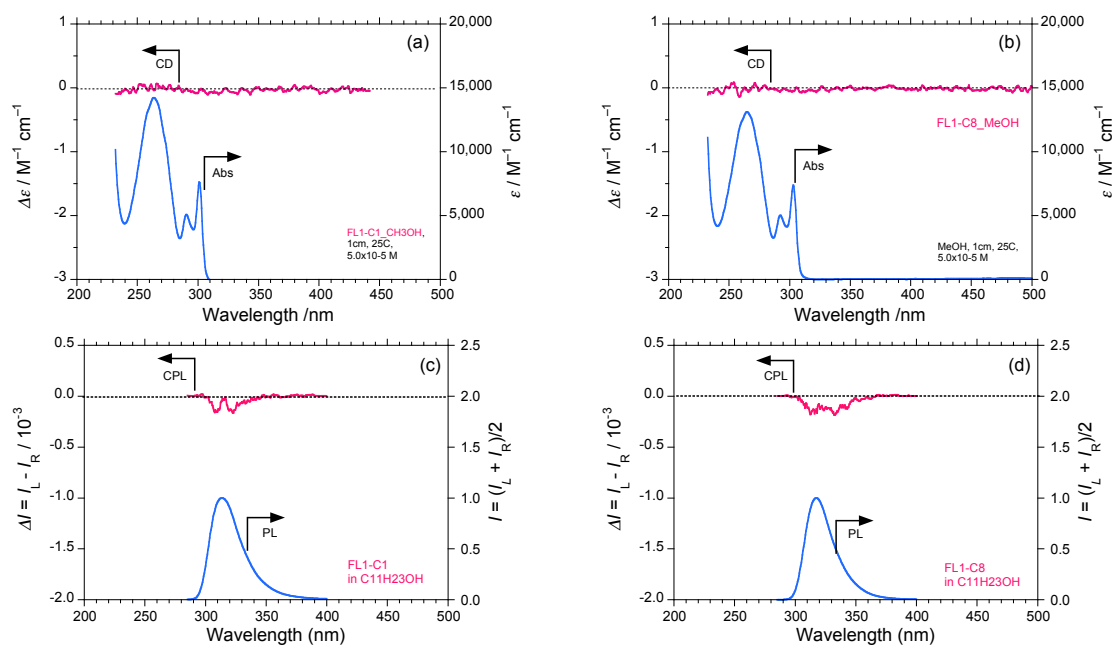 1
0
−1
−2
−3
Δε / M⁻¹ cm⁻¹
20,000
15,000
10,000
5,000
0
ε / M⁻¹ cm⁻¹
(a)
CD
Abs
FL1-C1_CH3OH,
1cm, 25C,
5.0x10-5 M
200 250 300 350 400 450 500
Wavelength /nm
1
0
−1
−2
−3
Δε / M⁻¹ cm⁻¹
20,000
15,000
10,000
5,000
0
ε / M⁻¹ cm⁻¹
(b)
CD
FL1-C8_MeOH
Abs
MeOH, 1cm, 25C,
5.0x10-5 M
200 250 300 350 400 450 500
Wavelength /nm
0.5
0.0
-0.5
-1.0
-1.5
-2.0
ΔI = I_L - I_R / 10⁻³
2.5
2.0
1.5
1.0
0.5
0.0
I = (I_L + I_R)/2
(c)
CPL
PL
FL1-C1
in C11H23OH
200 250 300 350 400 450 500
Wavelength (nm)
0.5
0.0
-0.5
-1.0
-1.5
-2.0
ΔI = I_L - I_R / 10⁻³
2.5
2.0
1.5
1.0
0.5
0.0
I = (I_L + I_R)/2
(d)
CPL
PL
FL1-C8
in C11H23OH
200 250 300 350 400 450 500
Wavelength (nm)